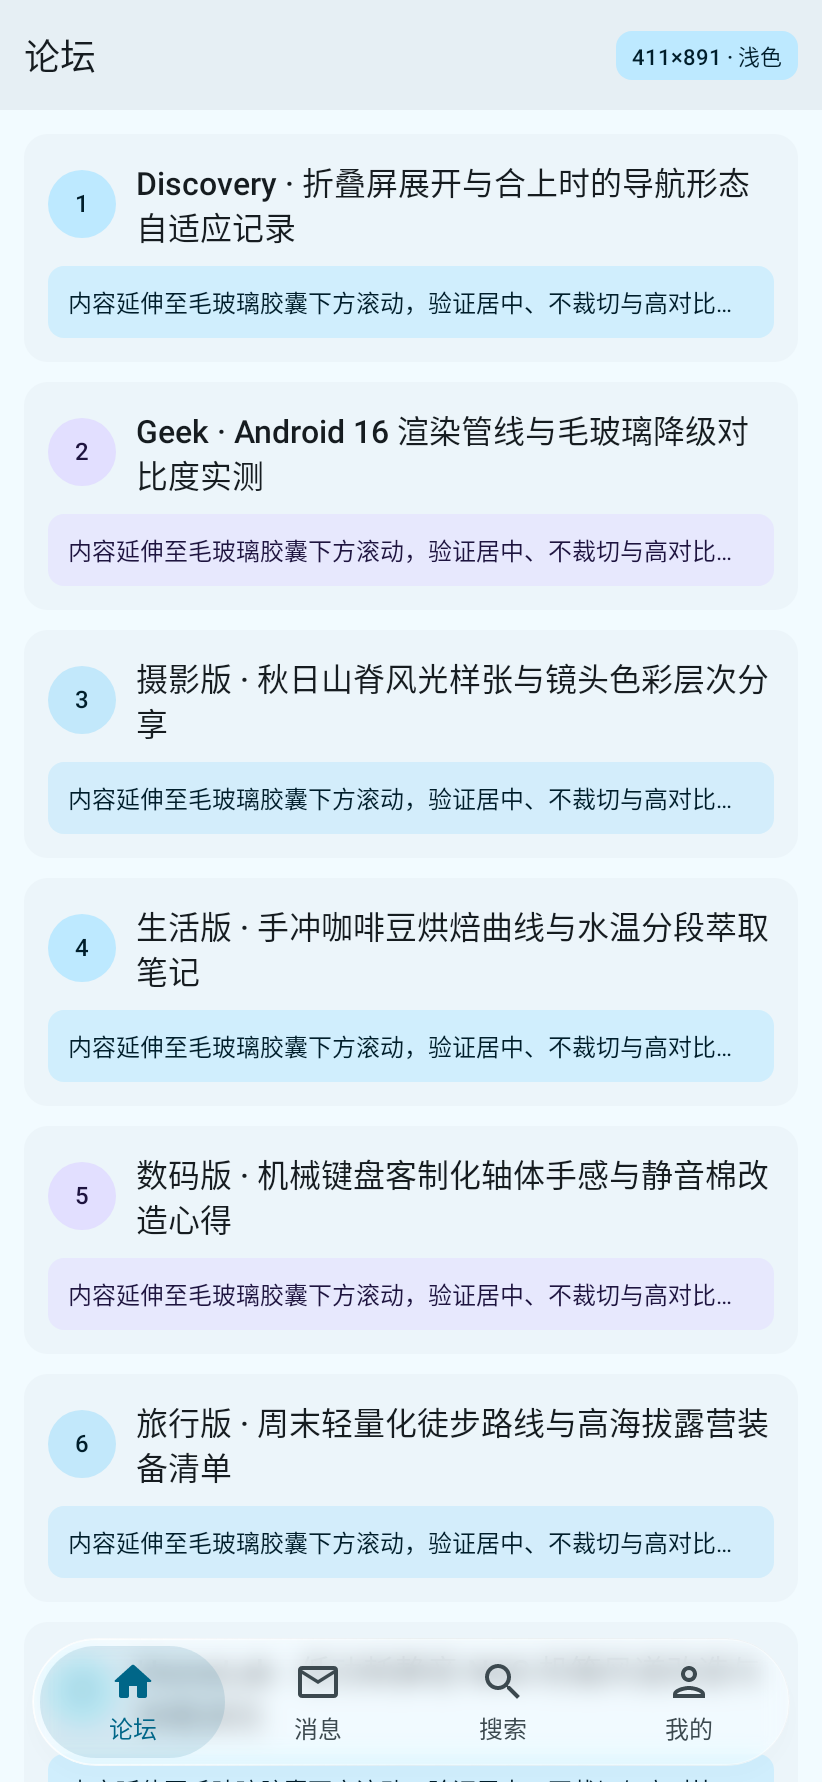 论坛
411×891 · 浅色
1
Discovery · 折叠屏展开与合上时的导航形态
自适应记录
内容延伸至毛玻璃胶囊下方滚动，验证居中、不裁切与高对比…
2
Geek · Android 16 渲染管线与毛玻璃降级对
比度实测
内容延伸至毛玻璃胶囊下方滚动，验证居中、不裁切与高对比…
3
摄影版 · 秋日山脊风光样张与镜头色彩层次分
享
内容延伸至毛玻璃胶囊下方滚动，验证居中、不裁切与高对比…
4
生活版 · 手冲咖啡豆烘焙曲线与水温分段萃取
笔记
内容延伸至毛玻璃胶囊下方滚动，验证居中、不裁切与高对比…
5
数码版 · 机械键盘客制化轴体手感与静音棉改
造心得
内容延伸至毛玻璃胶囊下方滚动，验证居中、不裁切与高对比…
6
旅行版 · 周末轻量化徒步路线与高海拔露营装
备清单
内容延伸至毛玻璃胶囊下方滚动，验证居中、不裁切与高对比…
论坛
消息
搜索
我的